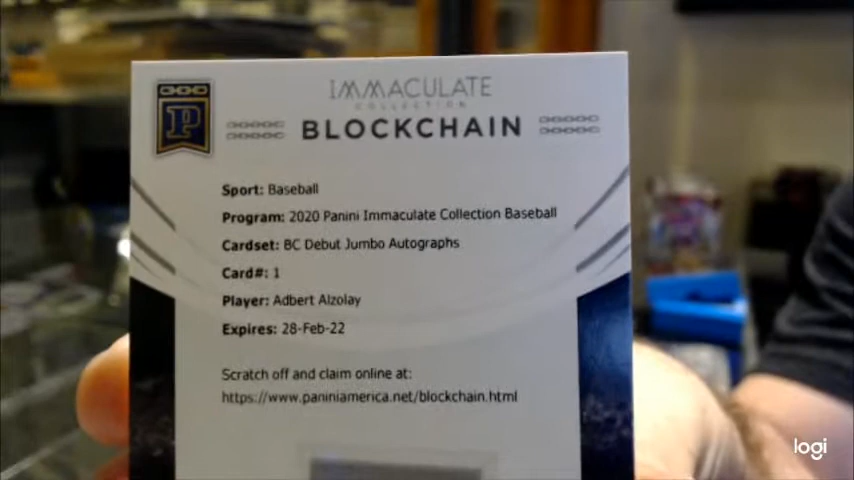 IMMACULATE
COLLECTION
BLOCKCHAIN
P
Sport: Baseball
Program: 2020 Panini Immaculate Collection Baseball
Cardset: BC Debut Jumbo Autographs
Card#: 1
Player: Adbert Alzolay
Expires: 28-Feb-22
Scratch off and claim online at:
https://www.paniniamerica.net/blockchain.html
logi